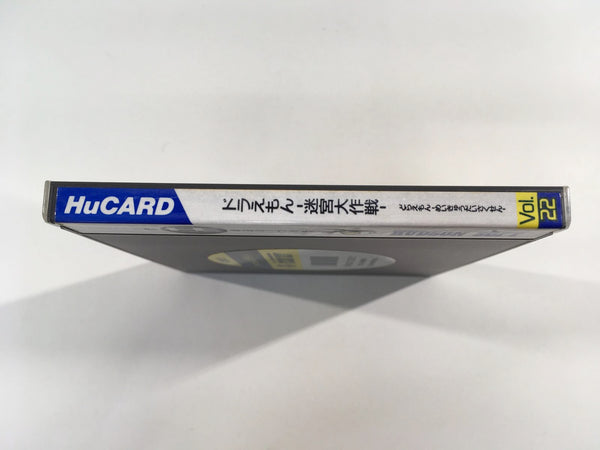 HuCARD
ドラえもん-迷宮大作戦-
どらえもん-めいきゅうだいさくせん-
Vol.
22